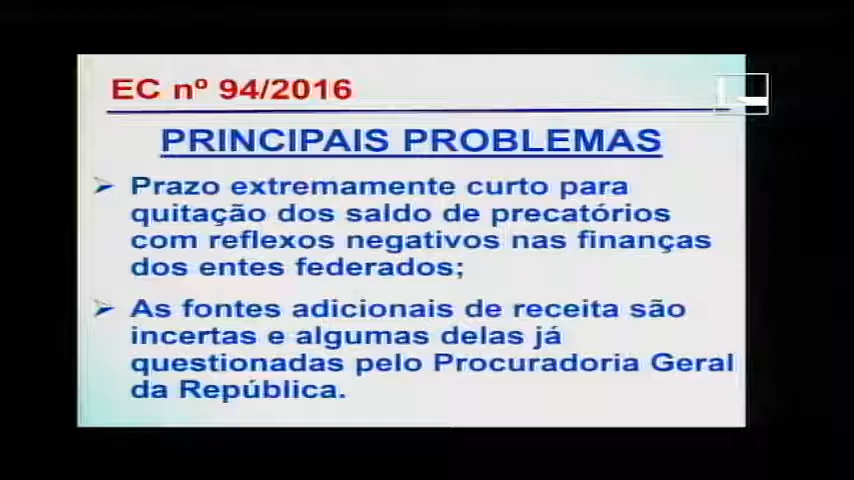 EC nº 94/2016
PRINCIPAIS PROBLEMAS
Prazo extremamente curto para
quitação dos saldo de precatórios
com reflexos negativos nas finanças
dos entes federados;
As fontes adicionais de receita são
incertas e algumas delas já
questionadas pelo Procuradoria Geral
da República.